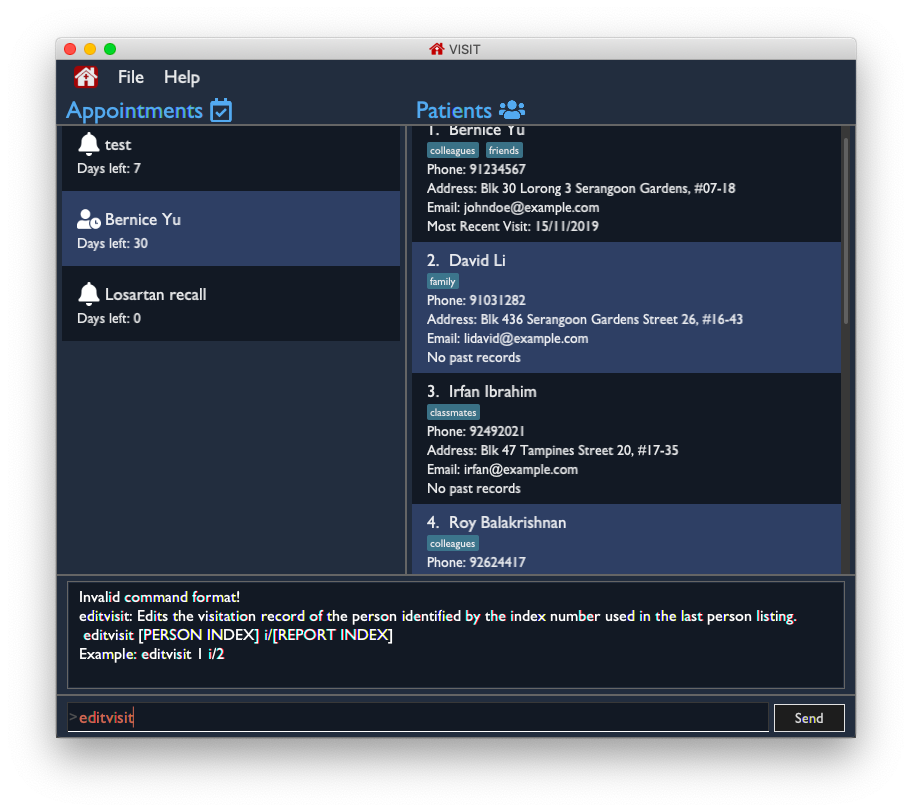 VISIT
File Help
Appointments
Patients
test
Days left: 7
Bernice Yu
Days left: 30
Losartan recall
Days left: 0
1. Bernice Yu
colleagues friends
Phone: 91234567
Address: Blk 30 Lorong 3 Serangoon Gardens, #07-18
Email: johndoe@example.com
Most Recent Visit: 15/11/2019
2. David Li
family
Phone: 91031282
Address: Blk 436 Serangoon Gardens Street 26, #16-43
Email: lidavid@example.com
No past records
3. Irfan Ibrahim
classmates
Phone: 92492021
Address: Blk 47 Tampines Street 20, #17-35
Email: irfan@example.com
No past records
4. Roy Balakrishnan
colleagues
Phone: 92624417
Invalid command format!
editvisit: Edits the visitation record of the person identified by the index number used in the last person listing.
editvisit [PERSON INDEX] i/[REPORT INDEX]
Example: editvisit 1 i/2
>editvisit
Send